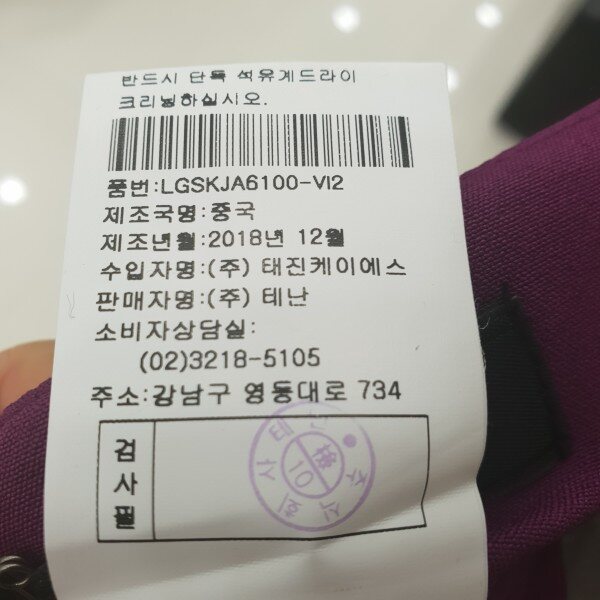 반드시 단독 석유계드라이
크리닝하십시오.
품번:LGSKJA6100-VI2
제조국명:중국
제조년월:2018년 12월
수입자명:(주) 태진케이에스
판매자명:(주) 테난
소비자상담실:
(02)3218-5105
주소:강남구 영동대로 734
검사필
10